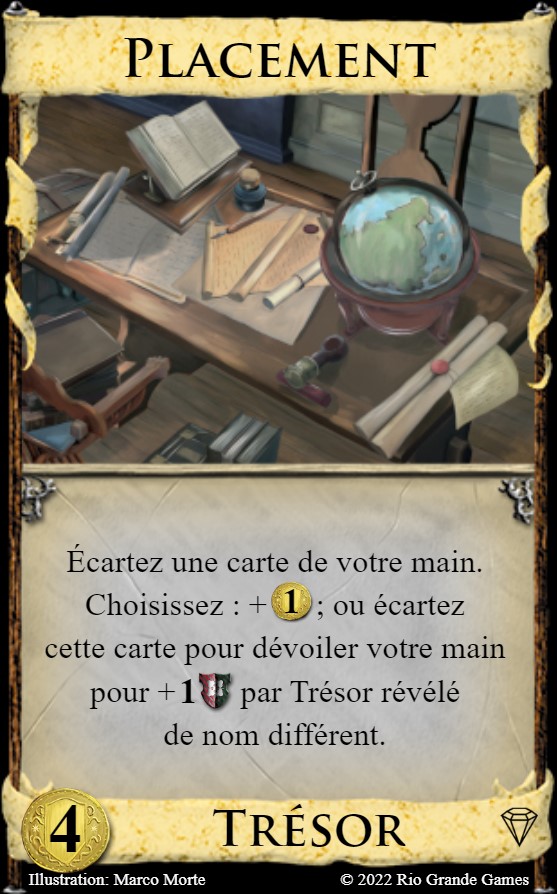 PLACEMENT
Écartez une carte de votre main.
Choisissez : +1 ; ou écartez
cette carte pour dévoiler votre main
pour +1 par Trésor révélé
de nom différent.
4 TRÉSOR
Illustration: Marco Morte © 2022 Rio Grande Games